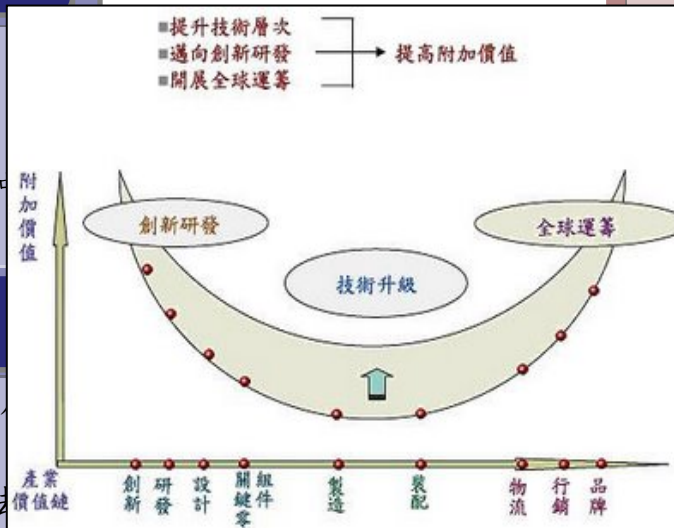 ■提升技術層次
■邁向創新研發
■開展全球運籌
提高附加價值
附加價值
創新研發
全球運籌
技術升級
產業
價值鏈
創新
研發
設計
關鍵零
組件
製造
裝配
物流
行銷
品牌